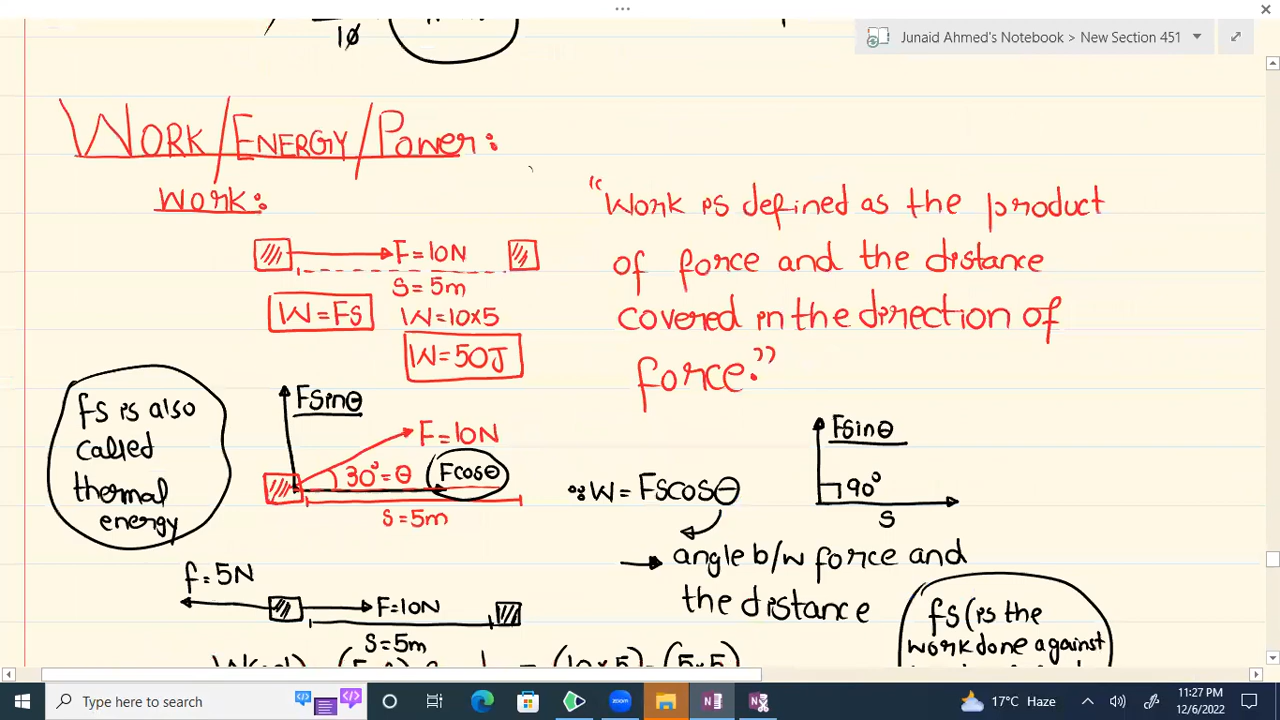 Junaid Ahmed's Notebook > New Section 451
10
WORK/ENERGY/Power:
Work:
F=10N
S=5m
W=FS W=10x5
W=50J
"Work is defined as the product
of force and the distance
covered in the direction of
force."
fs is also
called
thermal
energy
Fsinθ
F=10N
30°=θ
Fcosθ
S=5m
∴ W=FScosθ
→ angle b/w force and
the distance
Fsinθ
90°
S
f=5N
F=10N
S=5m
fs(is the
work done against
(10x5)-(5x5)
Type here to search
zoom
17°C Haze
11:27 PM
12/6/2022